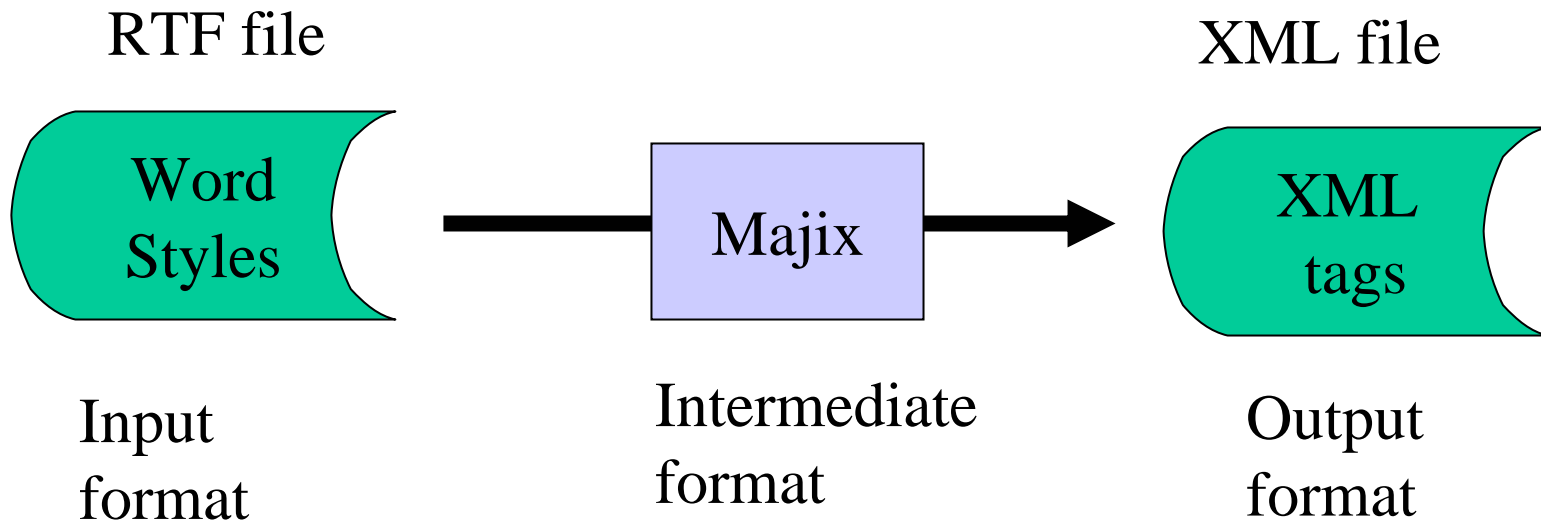 RTF file
XML file
Word
Styles
Majix
XML
tags
Input
format
Intermediate
format
Output
format